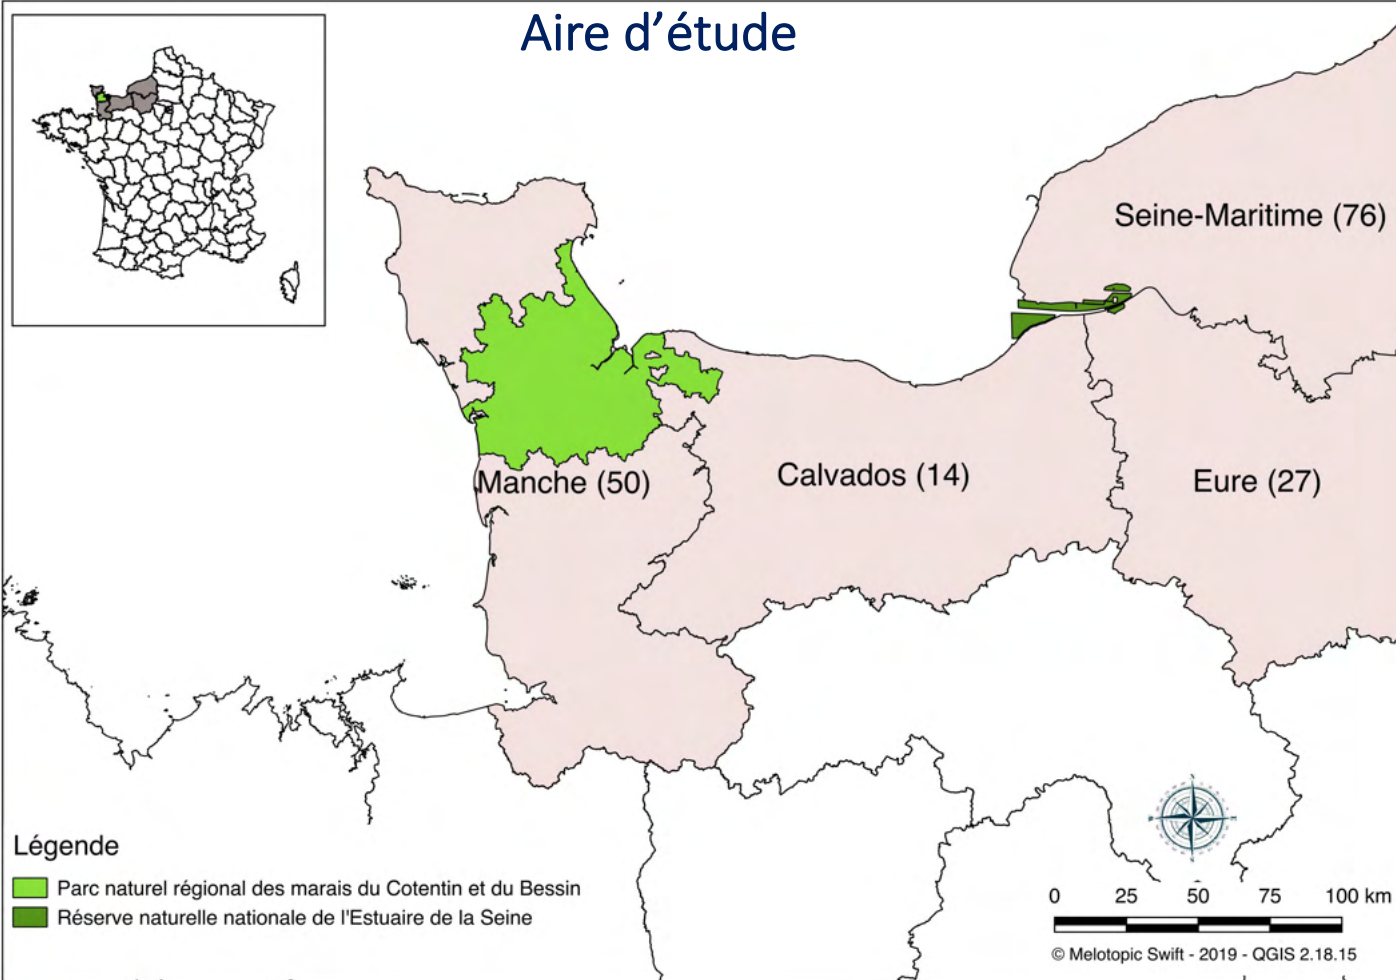 Aire d'étude
Seine-Maritime (76)
Manche (50)
Calvados (14)
Eure (27)
Légende
Parc naturel régional des marais du Cotentin et du Bessin
Réserve naturelle nationale de l'Estuaire de la Seine
0 25 50 75 100 km
© Melotopic Swift - 2019 - QGIS 2.18.15